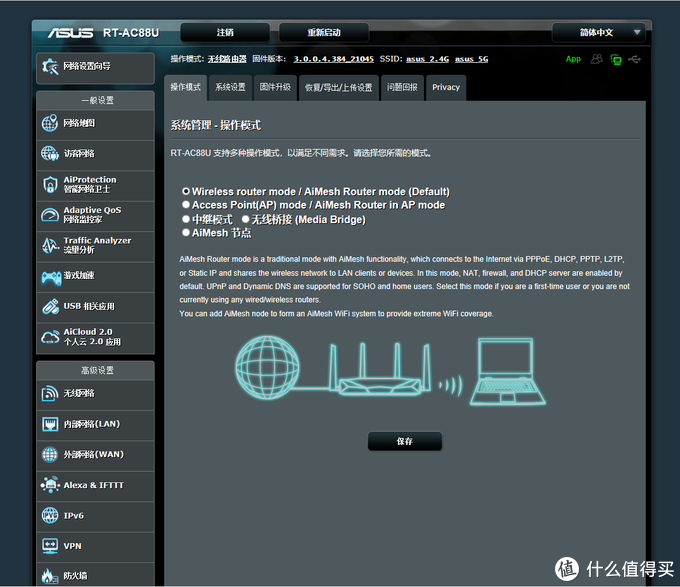 ASUS RT-AC88U 注销 重新启动 简体中文
操作模式: 无线路由器 固件版本: 3.0.0.4.384_21045 SSID: asus 2.4G asus 5G App
网络设置向导
操作模式 系统设置 固件升级 恢复/导出/上传设置 问题回报 Privacy
一般设置
网络地图
访客网络
AiProtection
智能网络卫士
Adaptive QoS
网络监控家
Traffic Analyzer
流量分析
游戏加速
USB 相关应用
AiCloud 2.0
个人云 2.0 应用
高级设置
无线网络
内部网络(LAN)
外部网络(WAN)
Alexa & IFTTT
IPv6
VPN
防火墙
系统管理 - 操作模式
RT-AC88U 支持多种操作模式，以满足不同需求。请选择您所需的模式。
Wireless router mode / AiMesh Router mode (Default)
Access Point(AP) mode / AiMesh Router in AP mode
中继模式 无线桥接 (Media Bridge)
AiMesh 节点
AiMesh Router mode is a traditional mode with AiMesh functionality, which connects to the Internet via PPPoE, DHCP, PPTP, L2TP,
or Static IP and shares the wireless network to LAN clients or devices. In this mode, NAT, firewall, and DHCP server are enabled by
default. UPnP and Dynamic DNS are supported for SOHO and home users. Select this mode if you are a first-time user or you are not
currently using any wired/wireless routers.
You can add AiMesh node to form an AiMesh WiFi system to provide extreme WiFi coverage.
保存
值 什么值得买